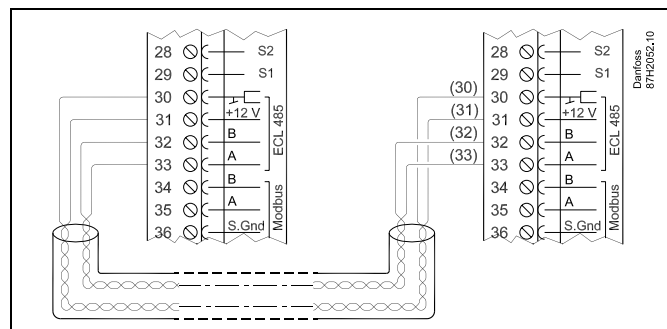 28 S2
29 S1
30
31 +12 V
32 B
33 A
ECL 485
34 B
35 A
36 S.Gnd
Modbus
(30)
(31)
(32)
(33)
28 S2
29 S1
30
31 +12 V
32 B
33 A
ECL 485
34 B
35 A
36 S.Gnd
Modbus
Danfoss
87H2052.10